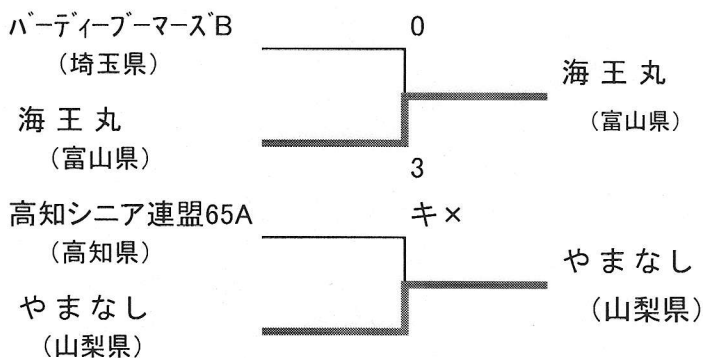 バーディーブーマーズB
0
（埼玉県）
海王丸
海王丸
（富山県）
（富山県）
3
高知シニア連盟65A
キ×
（高知県）
やまなし
やまなし
（山梨県）
（山梨県）